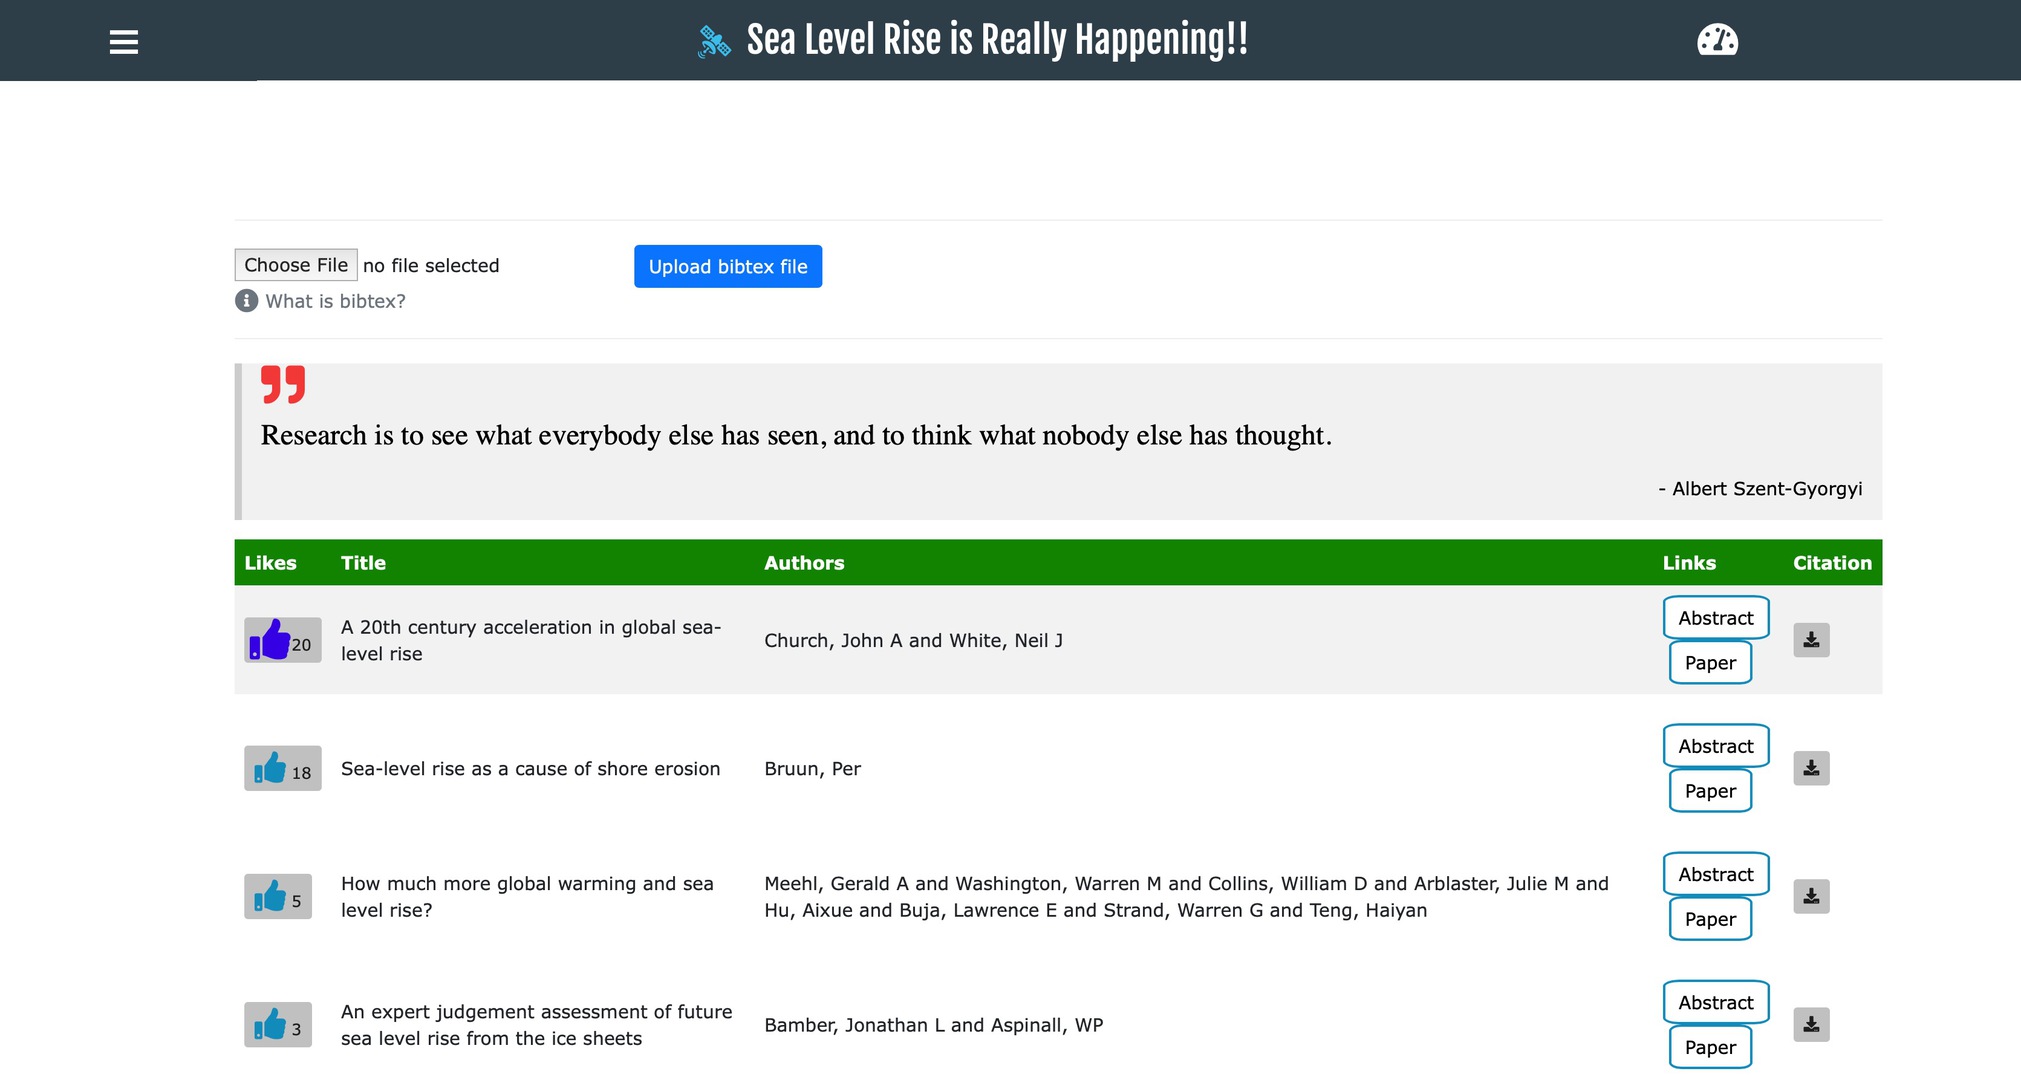 Sea Level Rise is Really Happening!!
Choose File no file selected
Upload bibtex file
What is bibtex?
Research is to see what everybody else has seen, and to think what nobody else has thought.
- Albert Szent-Gyorgyi
Likes Title Authors Links Citation
20
A 20th century acceleration in global sea-
level rise
Church, John A and White, Neil J
Abstract
Paper
18
Sea-level rise as a cause of shore erosion
Bruun, Per
Abstract
Paper
5
How much more global warming and sea
level rise?
Meehl, Gerald A and Washington, Warren M and Collins, William D and Arblaster, Julie M and
Hu, Aixue and Buja, Lawrence E and Strand, Warren G and Teng, Haiyan
Abstract
Paper
3
An expert judgement assessment of future
sea level rise from the ice sheets
Bamber, Jonathan L and Aspinall, WP
Abstract
Paper